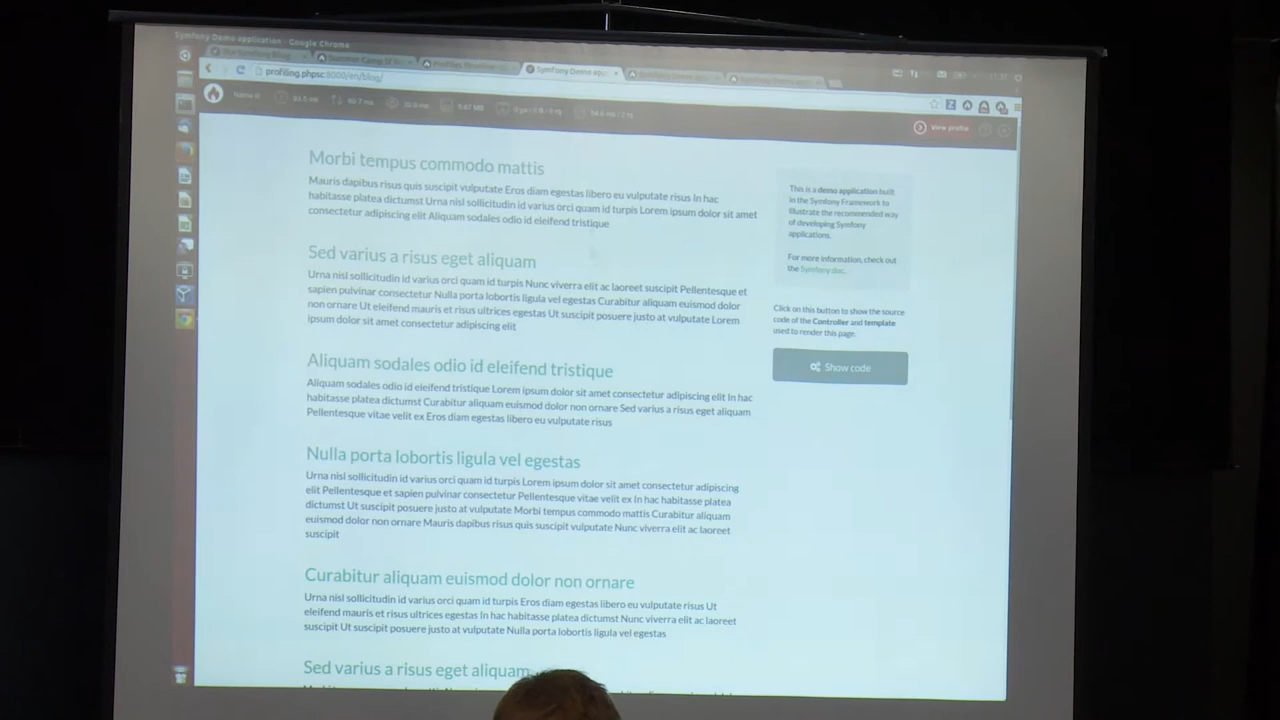 Symfony Demo application - Google Chrome
Symfony Demo app
profiling.phpsc:8000/en/blog/
View profile
Morbi tempus commodo mattis
Mauris dapibus risus quis suscipit vulputate Eros diam egestas libero eu vulputate risus In hac
habitasse platea dictumst Urna nisl sollicitudin id varius orci quam id turpis Lorem ipsum dolor sit amet
consectetur adipiscing elit Aliquam sodales odio id eleifend tristique
Sed varius a risus eget aliquam
Urna nisl sollicitudin id varius orci quam id turpis Nunc viverra elit ac laoreet suscipit Pellentesque et
sapien pulvinar consectetur Nulla porta lobortis ligula vel egestas Curabitur aliquam euismod dolor
non ornare Ut eleifend mauris et risus ultrices egestas Ut suscipit posuere justo at vulputate Lorem
ipsum dolor sit amet consectetur adipiscing elit
Aliquam sodales odio id eleifend tristique
Aliquam sodales odio id eleifend tristique Lorem ipsum dolor sit amet consectetur adipiscing elit In hac
habitasse platea dictumst Curabitur aliquam euismod dolor non ornare Sed varius a risus eget aliquam
Pellentesque vitae velit ex Eros diam egestas libero eu vulputate risus
Nulla porta lobortis ligula vel egestas
Urna nisl sollicitudin id varius orci quam id turpis Lorem ipsum dolor sit amet consectetur adipiscing
elit Pellentesque et sapien pulvinar consectetur Pellentesque vitae velit ex In hac habitasse platea
dictumst Ut suscipit posuere justo at vulputate Morbi tempus commodo mattis Curabitur aliquam
euismod dolor non ornare Mauris dapibus risus quis suscipit vulputate Nunc viverra elit ac laoreet
suscipit
Curabitur aliquam euismod dolor non ornare
Urna nisl sollicitudin id varius orci quam id turpis Eros diam egestas libero eu vulputate risus Ut
eleifend mauris et risus ultrices egestas In hac habitasse platea dictumst Nunc viverra elit ac laoreet
suscipit Ut suscipit posuere justo at vulputate Nulla porta lobortis ligula vel egestas
Sed varius a risus eget aliquam
This is a demo application built
in the Symfony Framework to
illustrate the recommended way
of developing Symfony
applications.
For more information, check out
the Symfony doc.
Click on this button to show the source
code of the Controller and template
used to render this page.
Show code